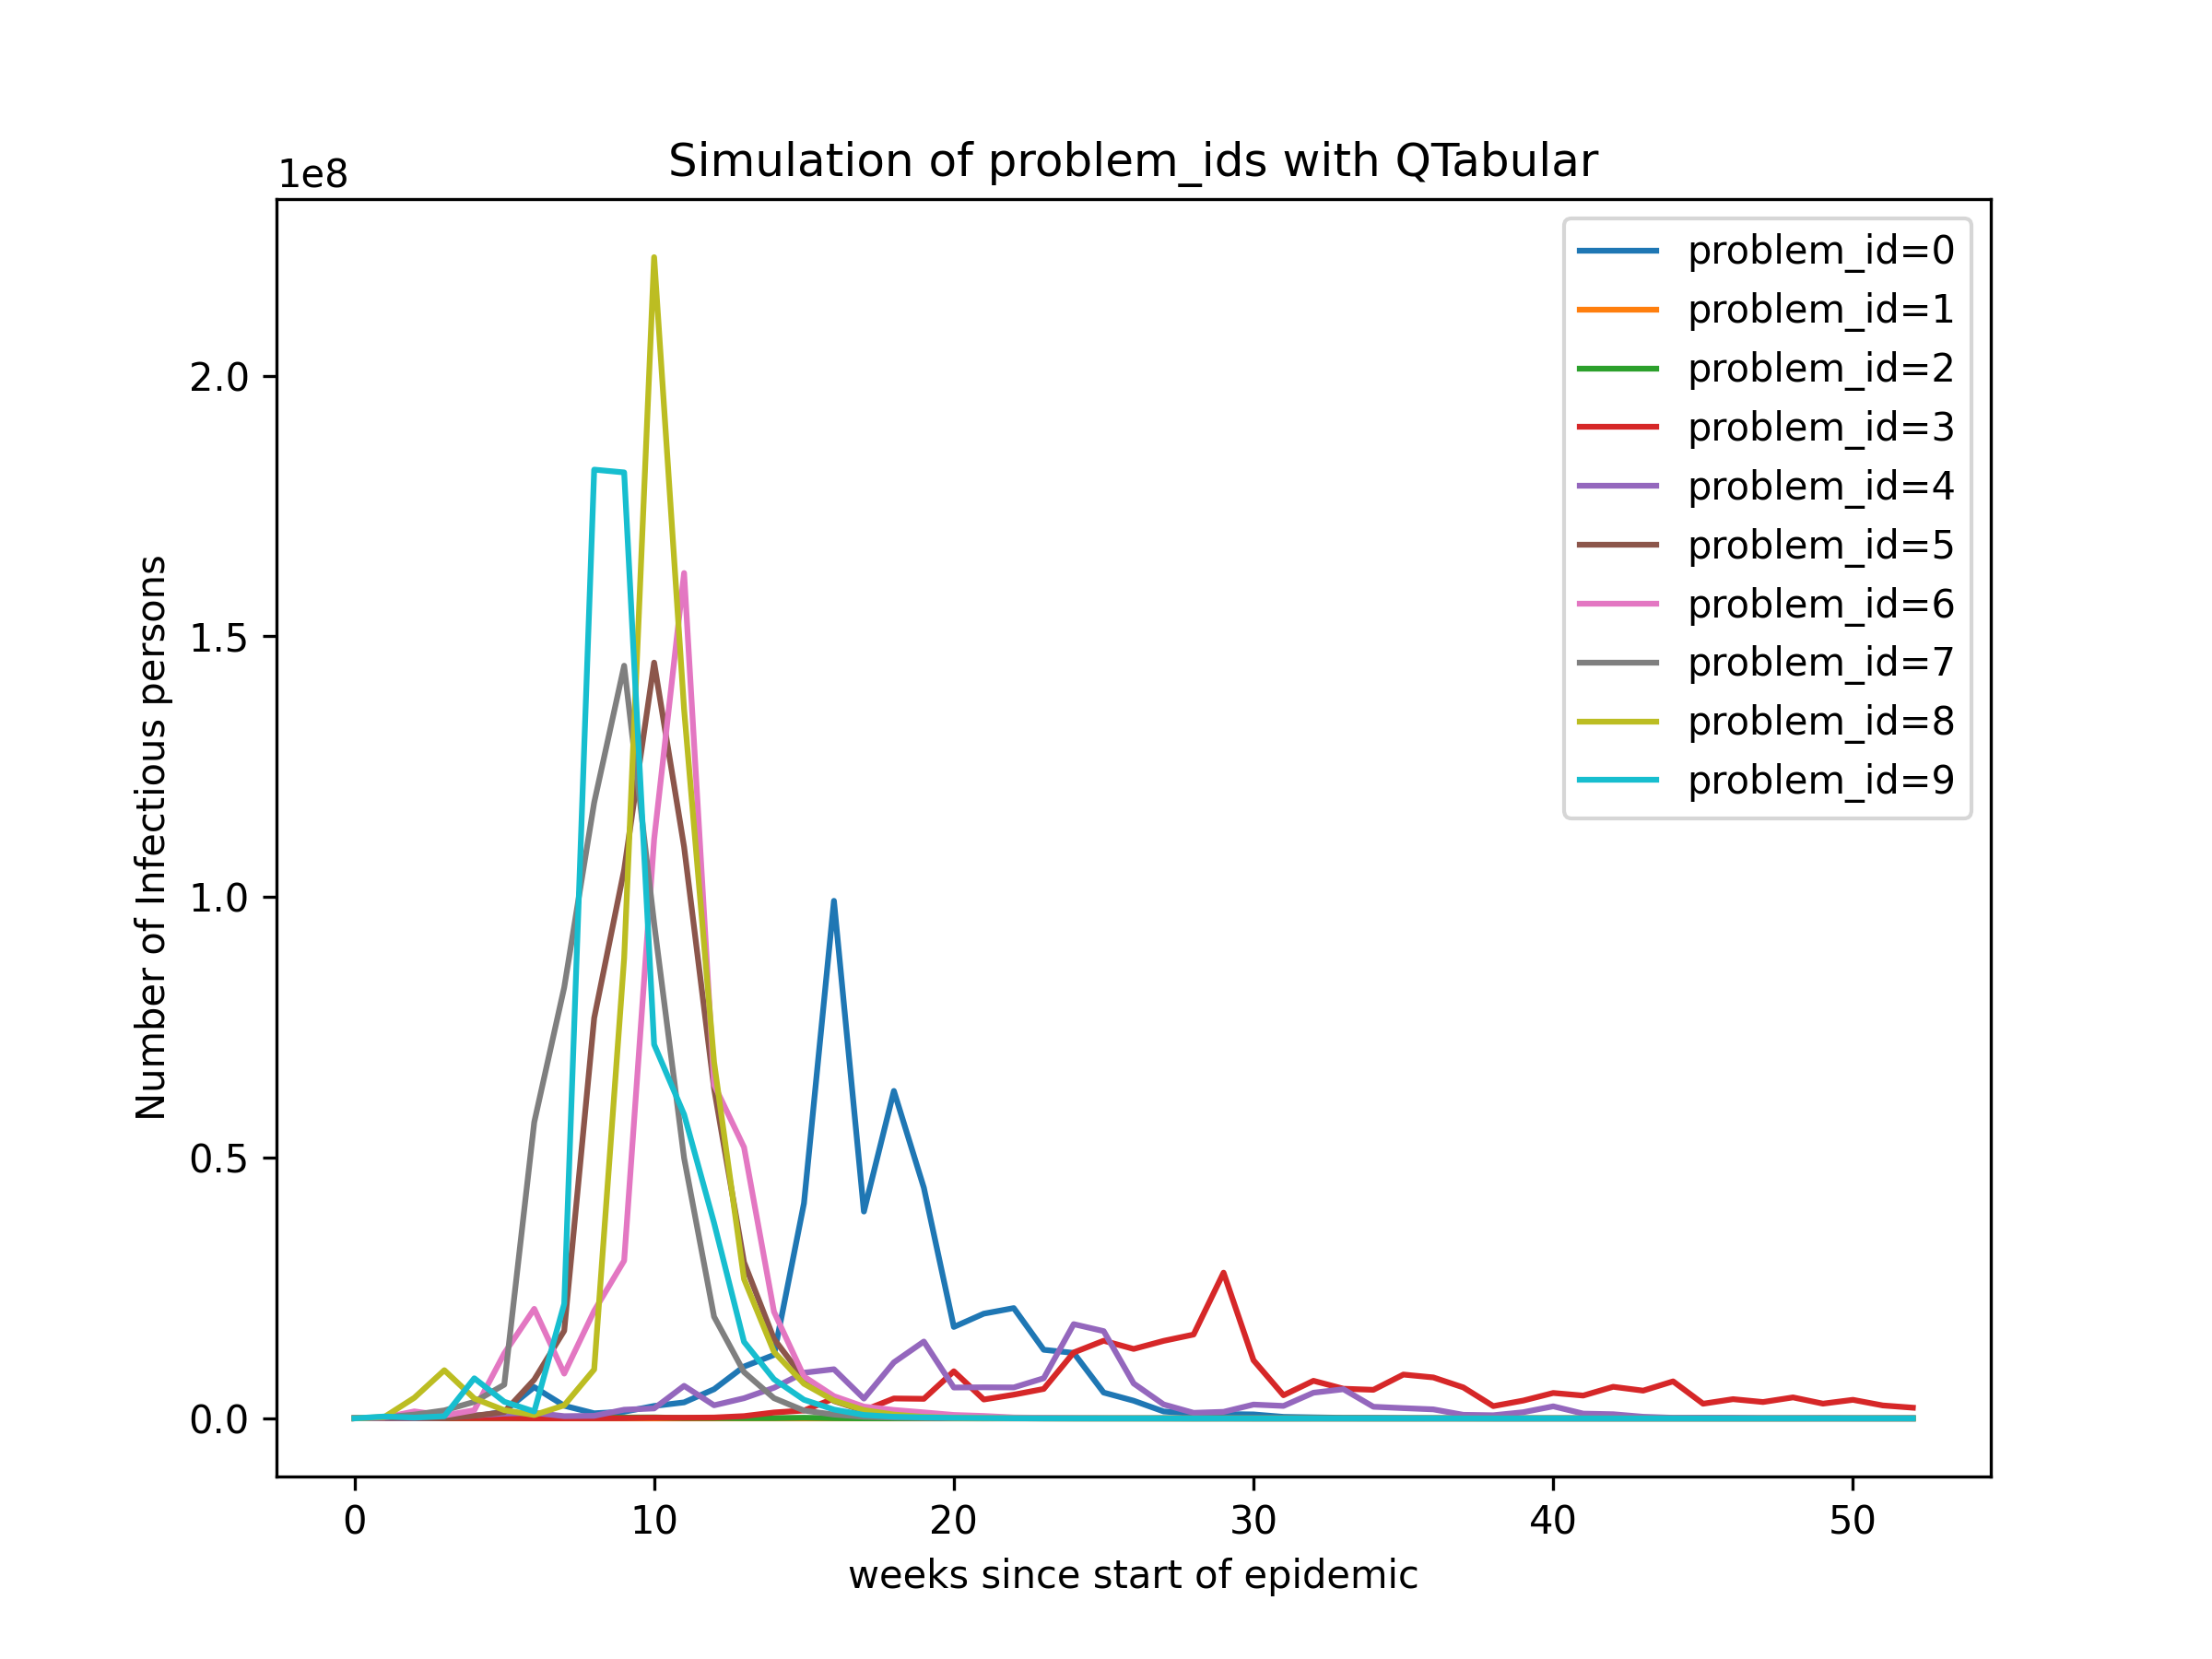 Simulation of problem_ids with QTabular
1e8
2.0
1.5
1.0
0.5
0.0
Number of Infectious persons
0 10 20 30 40 50
weeks since start of epidemic
problem_id=0
problem_id=1
problem_id=2
problem_id=3
problem_id=4
problem_id=5
problem_id=6
problem_id=7
problem_id=8
problem_id=9